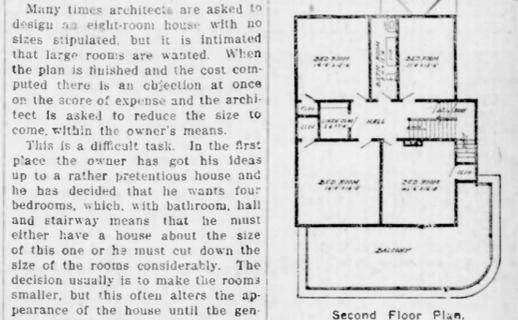 Many times architects are asked to
design an eight-room house with no
sizes stipulated, but it is intimated
that large rooms are wanted. When
the plan is finished and the cost com-
puted there is an objection at once
on the score of expense and the archi-
tect is asked to reduce the size to
come within the owner's means.
This is a difficult task. In the first
place the owner has got his ideas
up to a rather pretentious house and
he has decided that he wants four
bedrooms, which, with bathroom, hall
and stairway means that he must
either have a house about the size
of this one or he must cut down the
size of the rooms considerably. The
decision usually is to make the rooms
smaller, but this often alters the ap-
pearance of the house until the gen-
BED ROOM
BATH ROOM
BED ROOM
CLOS
CLOS
LINEN CLOS
HALL
BED ROOM
BED ROOM
CLOS
BALCONY
Second Floor Plan.